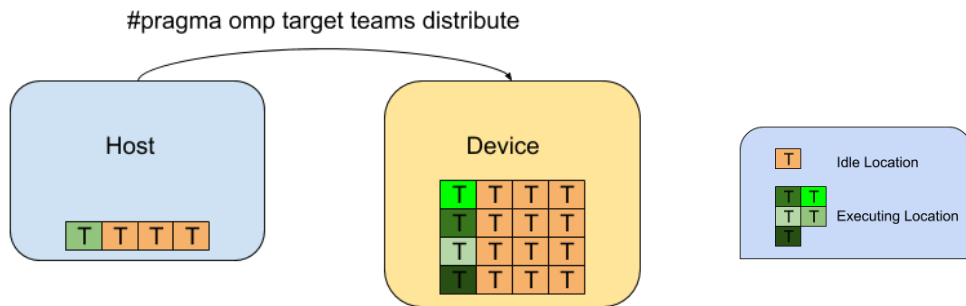 #pragma omp target teams distribute
Host
Device
T T T T
T T T T
T T T T
T T T T
T T T T
T Idle Location
T T
T T Executing Location
T